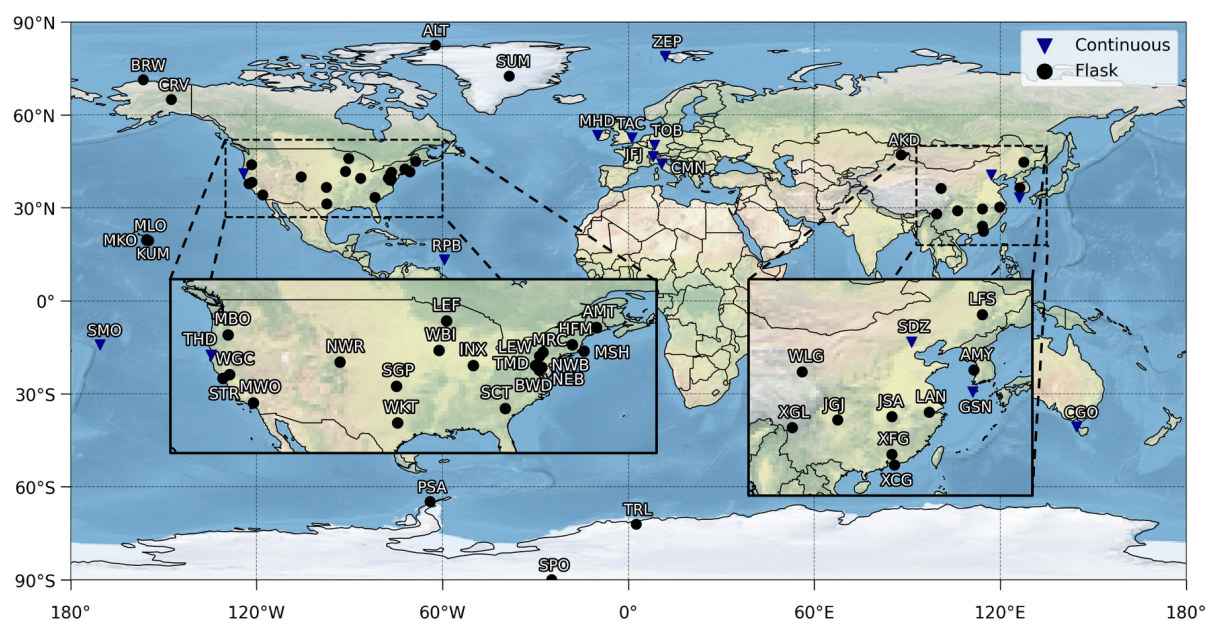 90°N
60°N
30°N
0°
30°S
60°S
90°S
180°
120°W
60°W
0°
60°E
120°E
180°
Continuous
Flask
ALT
ZEP
SUM
BRW
CRV
MHD
TAC
TOB
JFJ
CMN
AKD
MLO
MKO
KUM
RPB
SMO
CGO
PSA
TRL
SPO
MBO
THD
WGC
STR
MWO
NWR
SGP
WKT
LEF
WBI
INX
LEW
TMD
MRC
HFM
AMT
MSH
NWB
NEB
BWD
SCT
LFS
SDZ
AMY
GSN
WLG
XGL
JGJ
JSA
LAN
XFG
XCG